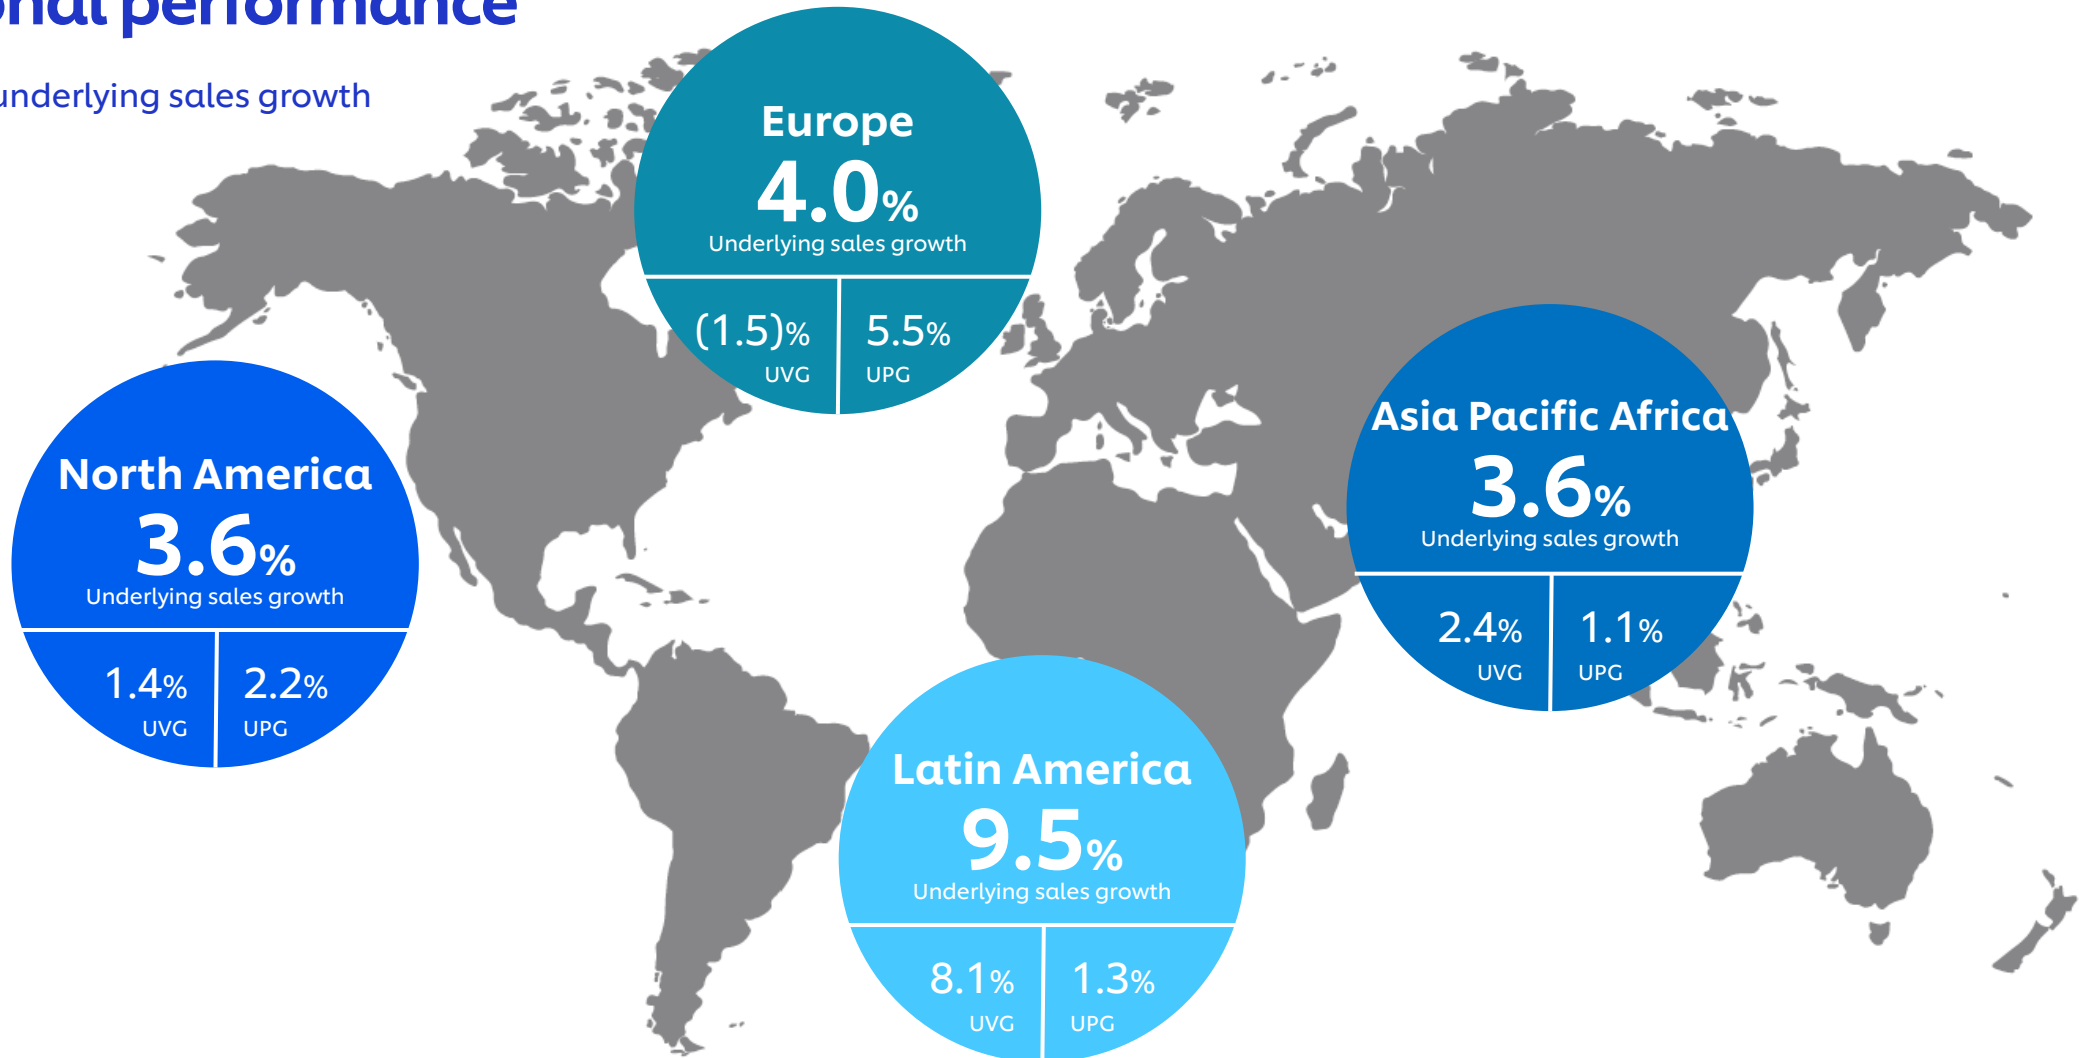 performance
underlying sales growth
Europe
4.0%
Underlying sales growth
(1.5)% 5.5%
UVG UPG
North America
3.6%
Underlying sales growth
1.4% 2.2%
UVG UPG
Asia Pacific Africa
3.6%
Underlying sales growth
2.4% 1.1%
UVG UPG
Latin America
9.5%
Underlying sales growth
8.1% 1.3%
UVG UPG